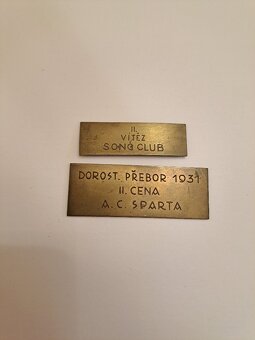 II.
VÍTĚZ
SONG CLUB
DOROST. PŘEBOR 1931
II. CENA
A. C. SPARTA